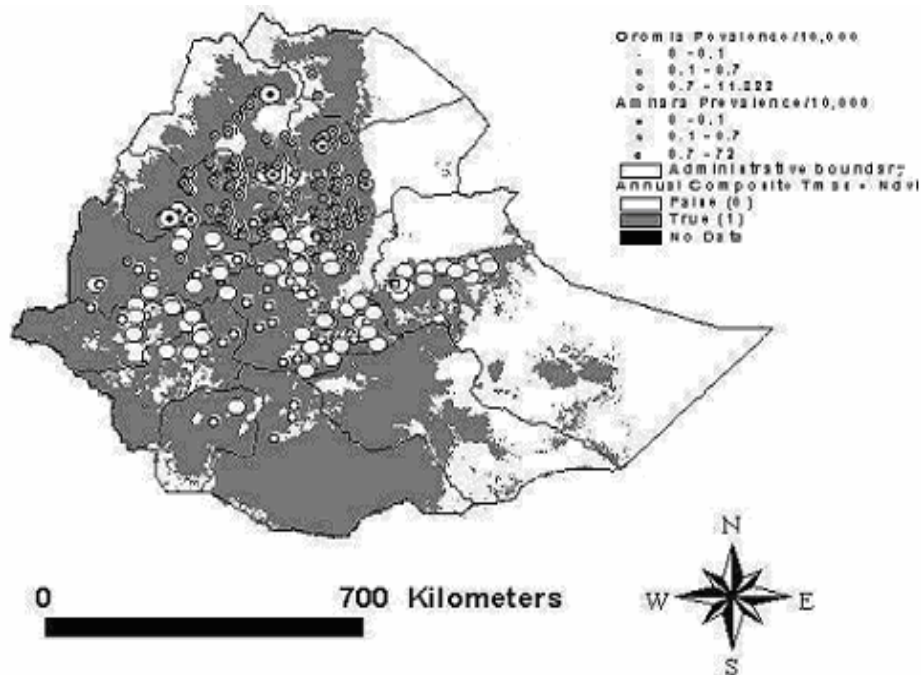 Oromia Prevalence/10,000
0 - 0.1
0.1 - 0.7
0.7 - 11.222
Amhara Prevalence/10,000
0 - 0.1
0.1 - 0.7
0.7 - 72
Administrative boundary
Annual Composite Tmax + Ndvi
False (0)
True (1)
No Data
N
W E
S
0 700 Kilometers